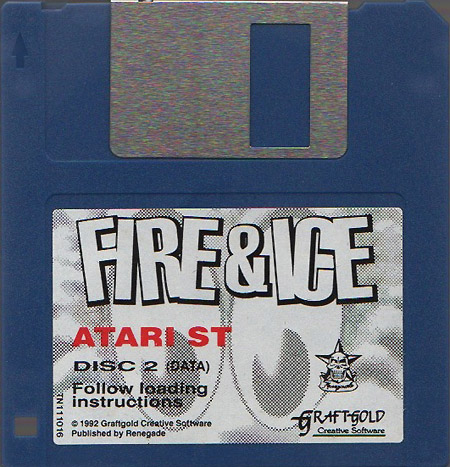 FIRE & ICE
ATARI ST
DISC 2 (DATA)
Follow loading
instructions
© 1992 Graftgold Creative Software
Published by Renegade
GRAFTGOLD
Creative Software
TN111016